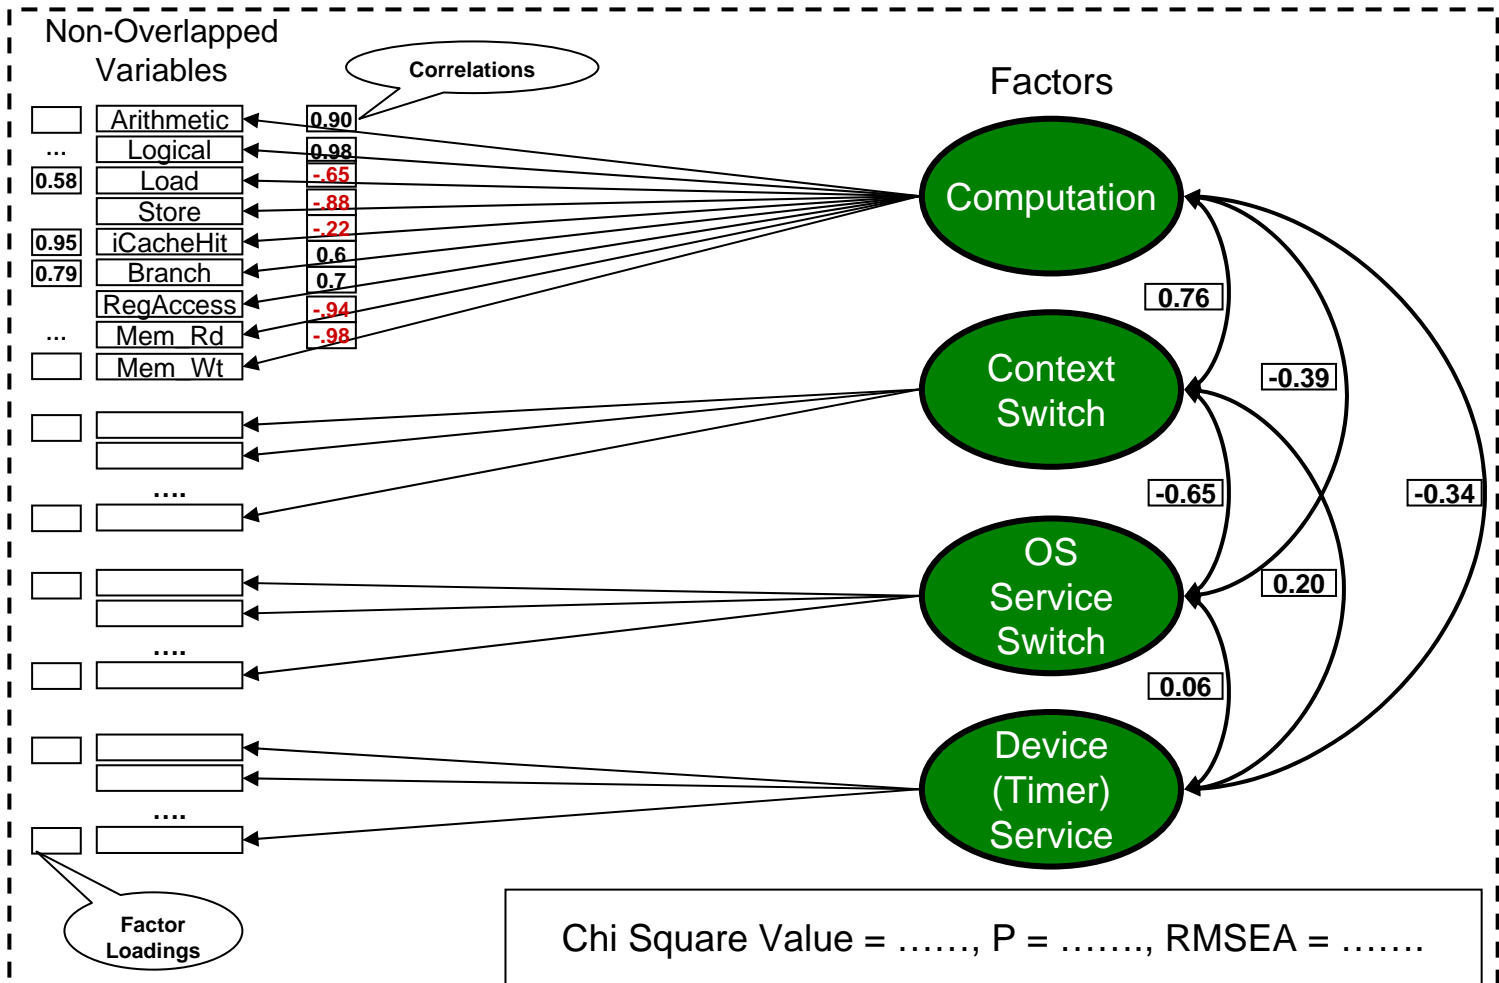 Non-Overlapped
Variables
Correlations
Factors
Arithmetic
0.90
...
Logical
0.98
0.58
Load
-.65
Store
-.88
0.95
iCacheHit
-.22
0.79
Branch
0.6
RegAccess
0.7
...
Mem_Rd
-.94
Mem_Wt
-.98
Computation
0.76
Context
Switch
-0.39
....
-0.65
-0.34
OS
Service
Switch
0.20
....
0.06
Device
(Timer)
Service
....
Factor
Loadings
Chi Square Value = ……, P = ……., RMSEA = …….